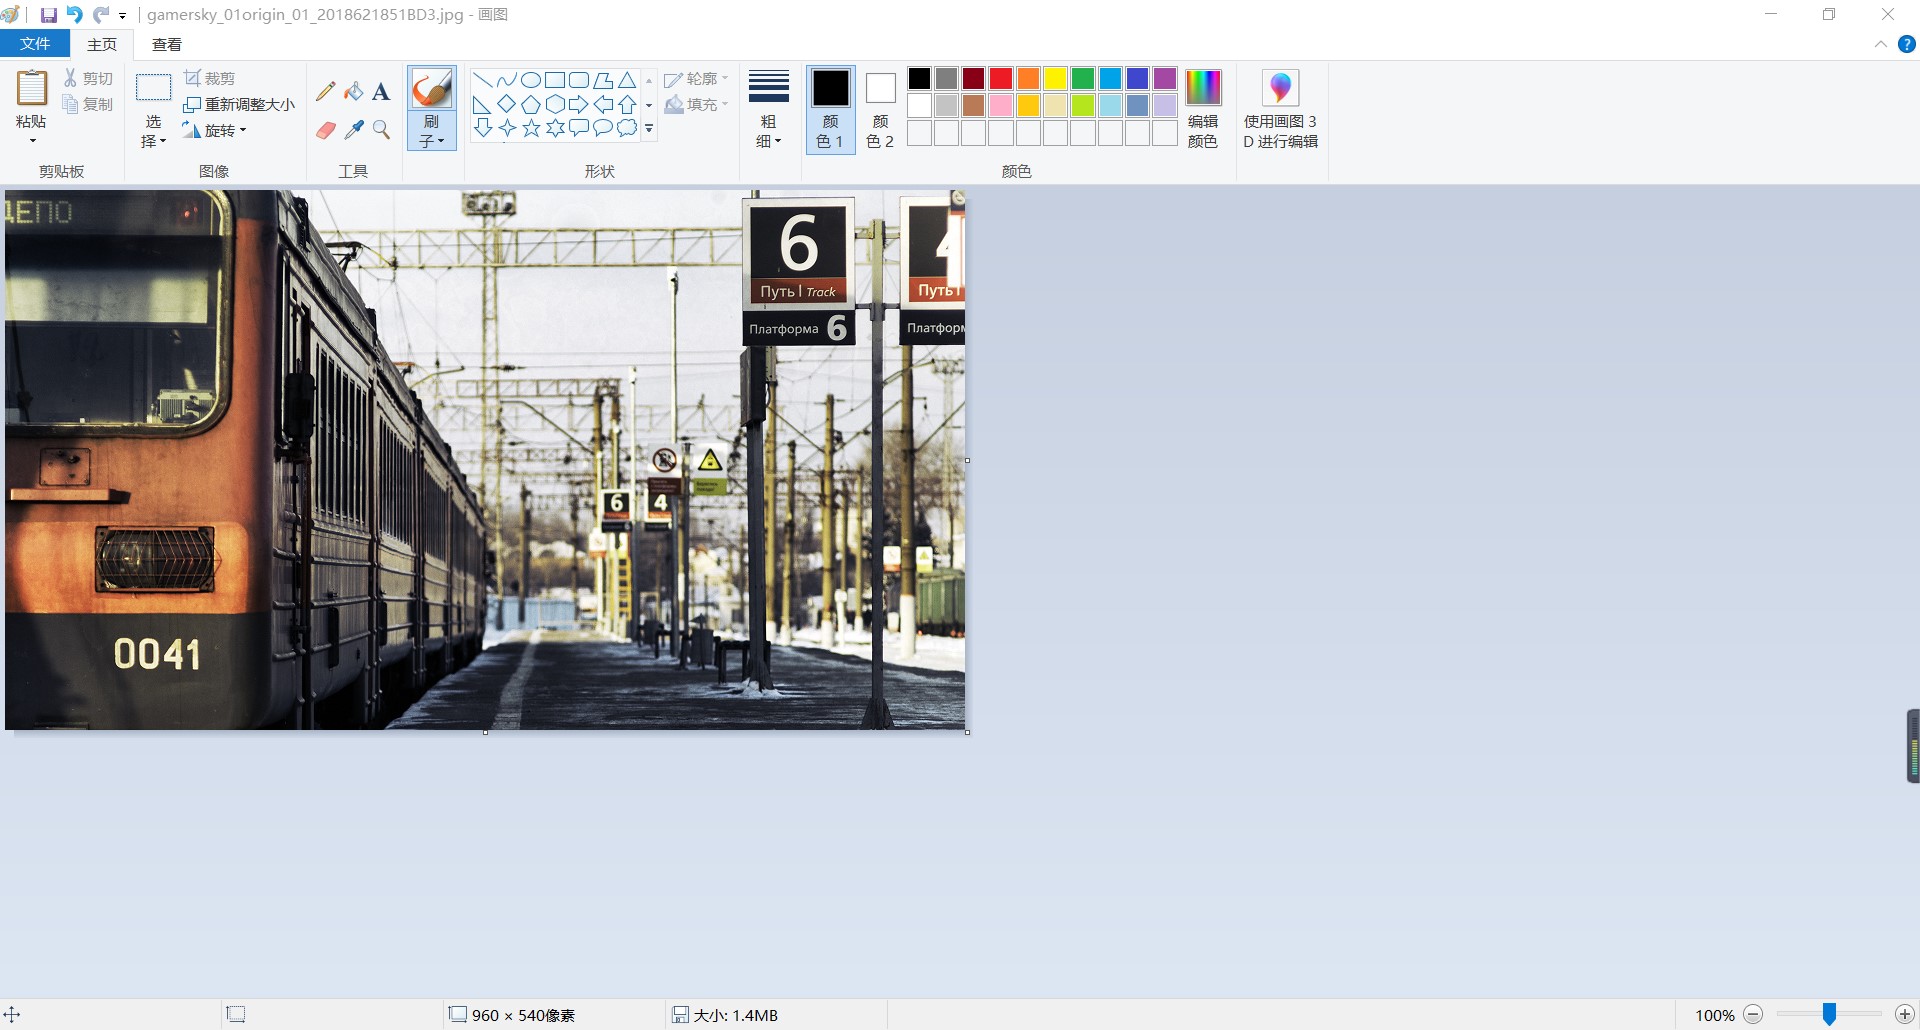 gamersky_01origin_01_2018621851BD3.jpg - 画图
文件 主页 查看
粘贴
剪切
复制
剪贴板
选择
裁剪
重新调整大小
旋转
图像
A
工具
刷子
形状
轮廓
填充
粗细
颜色 1
颜色 2
颜色
编辑颜色
使用画图 3
D 进行编辑
ДЕПО
0041
6
Путь | Track
Платформа 6
4
Путь |
Платформ
6
4
960 × 540像素
大小: 1.4MB
100%